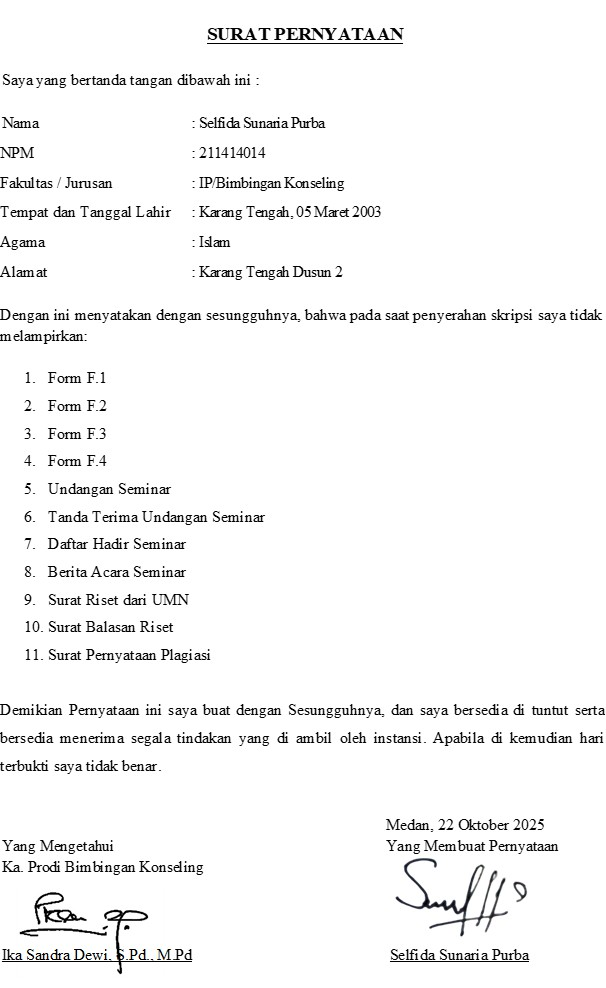 SURAT PERNYATAAN
Saya yang bertanda tangan dibawah ini :
Nama : Selfida Sunaria Purba
NPM : 211414014
Fakultas / Jurusan : IP/Bimbingan Konseling
Tempat dan Tanggal Lahir : Karang Tengah, 05 Maret 2003
Agama : Islam
Alamat : Karang Tengah Dusun 2
Dengan ini menyatakan dengan sesungguhnya, bahwa pada saat penyerahan skripsi saya tidak
melampirkan:
1. Form F.1
2. Form F.2
3. Form F.3
4. Form F.4
5. Undangan Seminar
6. Tanda Terima Undangan Seminar
7. Daftar Hadir Seminar
8. Berita Acara Seminar
9. Surat Riset dari UMN
10. Surat Balasan Riset
11. Surat Pernyataan Plagiasi
Demikian Pernyataan ini saya buat dengan Sesungguhnya, dan saya bersedia di tuntut serta
bersedia menerima segala tindakan yang di ambil oleh instansi. Apabila di kemudian hari
terbukti saya tidak benar.
Medan, 22 Oktober 2025
Yang Mengetahui
Ka. Prodi Bimbingan Konseling
Yang Membuat Pernyataan
Ika Sandra Dewi. S.Pd., M.Pd
Selfida Sunaria Purba